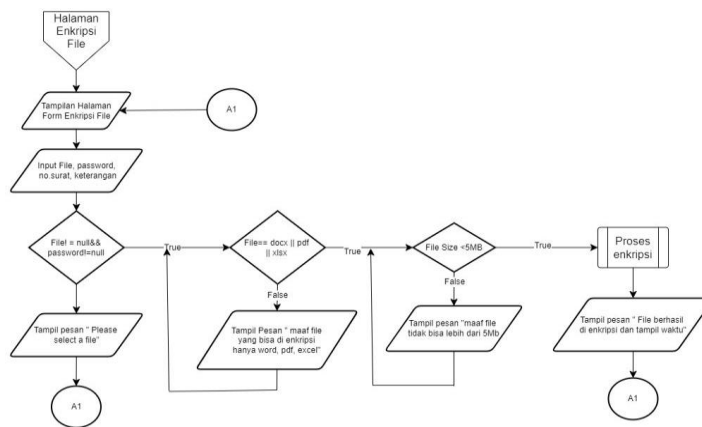 Halaman
Enkripsi
File
Tampilan Halaman
Form Enkripsi File
A1
Input File, password,
no.surat, keterangan
File! = null&&
password!=null
True
File== docx || pdf
|| xlsx
True
File Size <5MB
True
Proses
enkripsi
False
False
Tampil pesan " Please
select a file"
Tampil Pesan " maaf file
yang bisa di enkripsi
hanya word, pdf, excel"
Tampil pesan "maaf file
tidak bisa lebih dari 5Mb
Tampil pesan " File berhasil
di enkripsi dan tampil waktu"
A1
A1